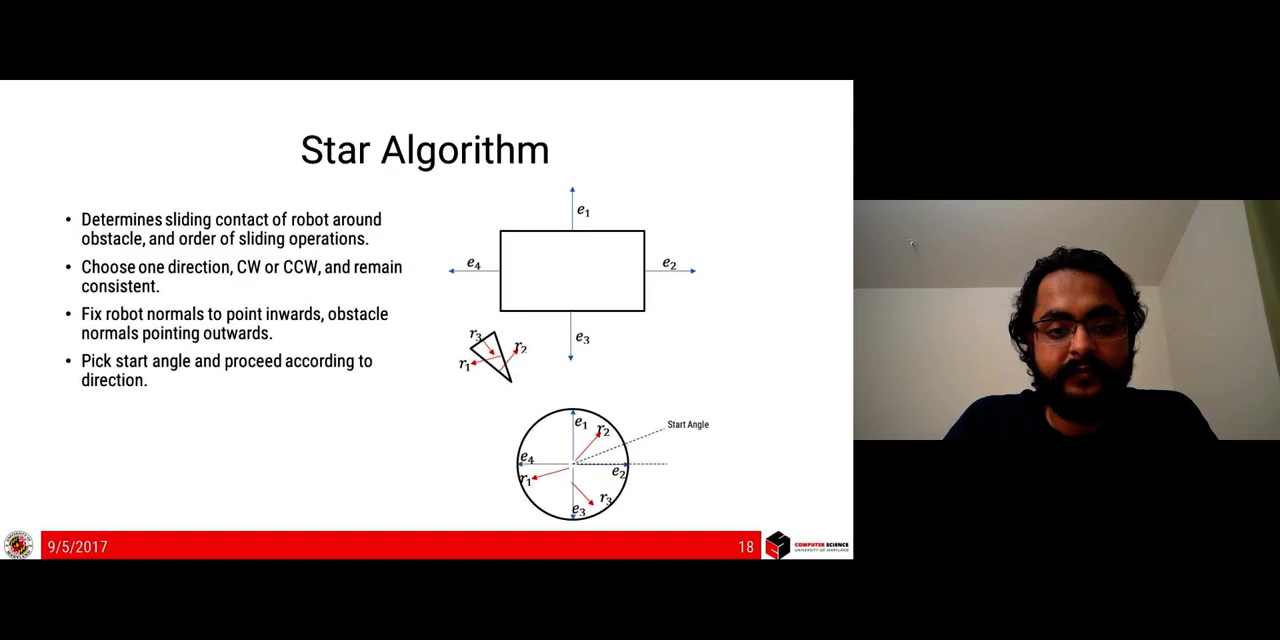 Star Algorithm
• Determines sliding contact of robot around
obstacle, and order of sliding operations.
• Choose one direction, CW or CCW, and remain
consistent.
• Fix robot normals to point inwards, obstacle
normals pointing outwards.
• Pick start angle and proceed according to
direction.
e1
e4
e2
e3
r3
r2
r1
Start Angle
e1
r2
e4
e2
r1
r3
e3
9/5/2017
18
COMPUTER SCIENCE
UNIVERSITY OF MARYLAND